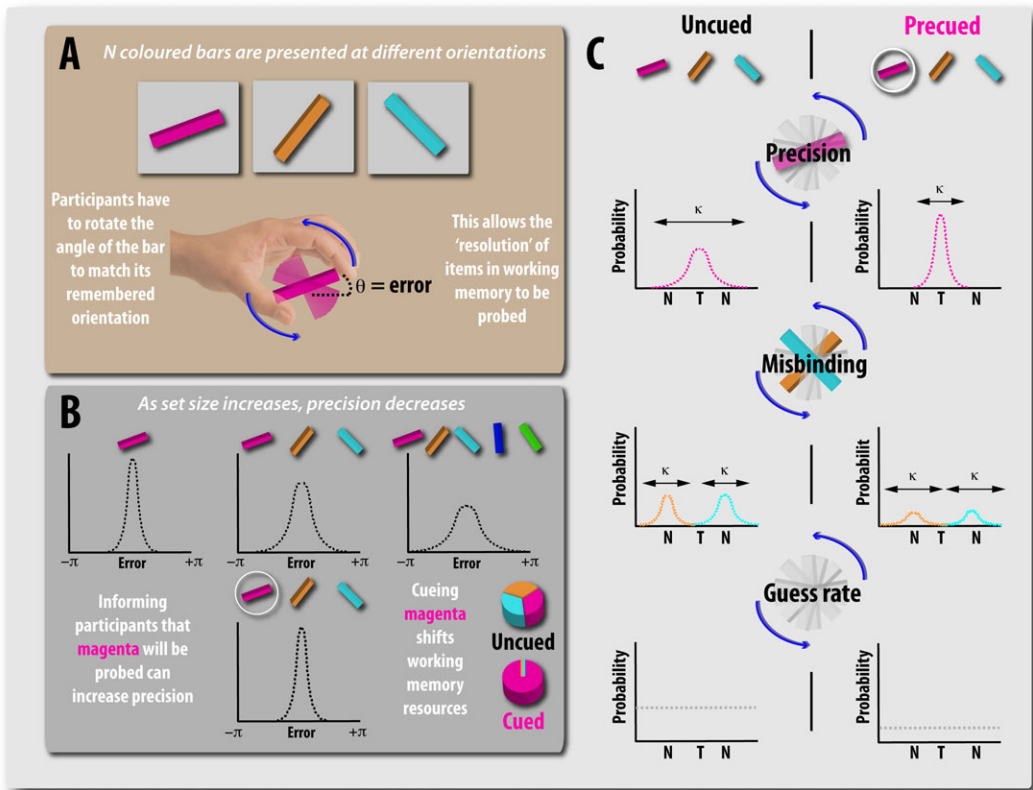 A
N coloured bars are presented at different orientations
Participants have
to rotate the
angle of the bar
to match its
remembered
orientation
θ = error
This allows the
'resolution' of
items in working
memory to be
probed
B
As set size increases, precision decreases
−π
Error
+π
−π
Error
+π
−π
Error
+π
Informing
participants that
magenta will be
probed can
increase precision
−π
Error
+π
Cueing
magenta
shifts
working
memory
resources
Uncued
Cued
C
Uncued
Precued
Precision
Probability
κ
N T N
Probability
κ
N T N
Misbinding
Probability
κ κ
N T N
Probabilit
κ κ
N T N
Guess rate
Probability
N T N
Probability
N T N